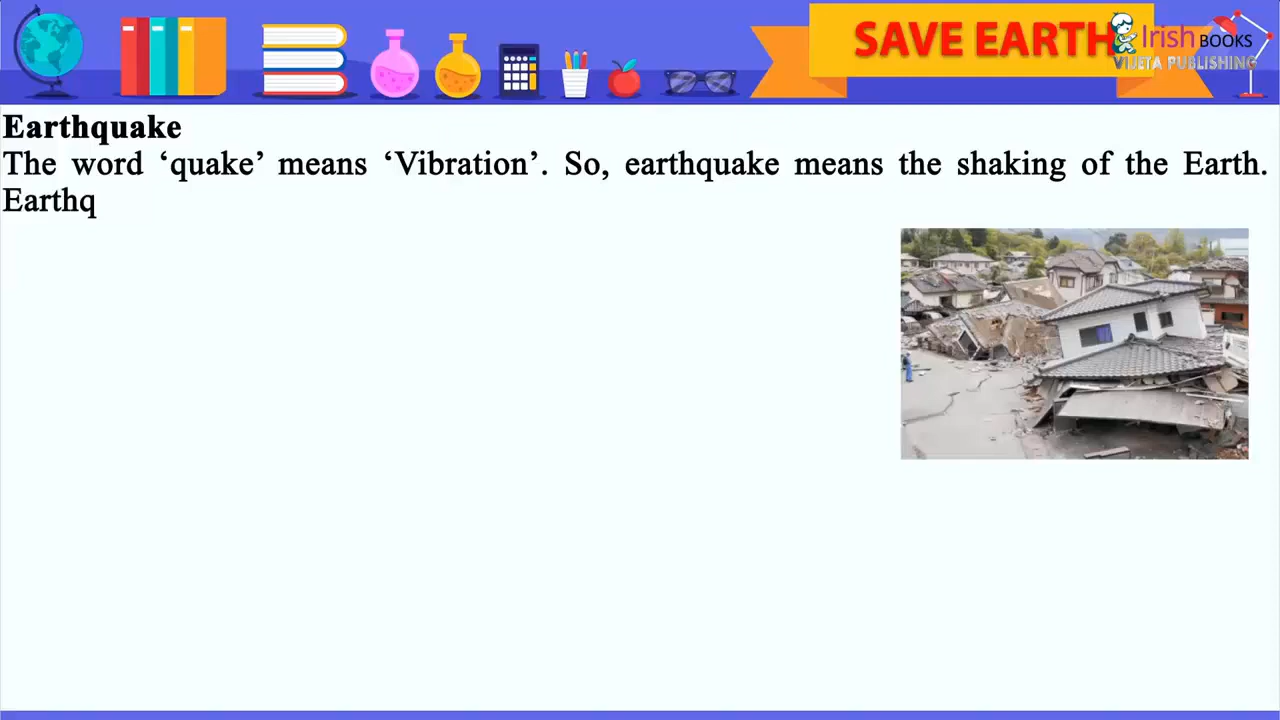 SAVE EARTH
Irish BOOKS
VIJETA PUBLISHING
Earthquake
The word ‘quake’ means ‘Vibration’. So, earthquake means the shaking of the Earth.
Earthq